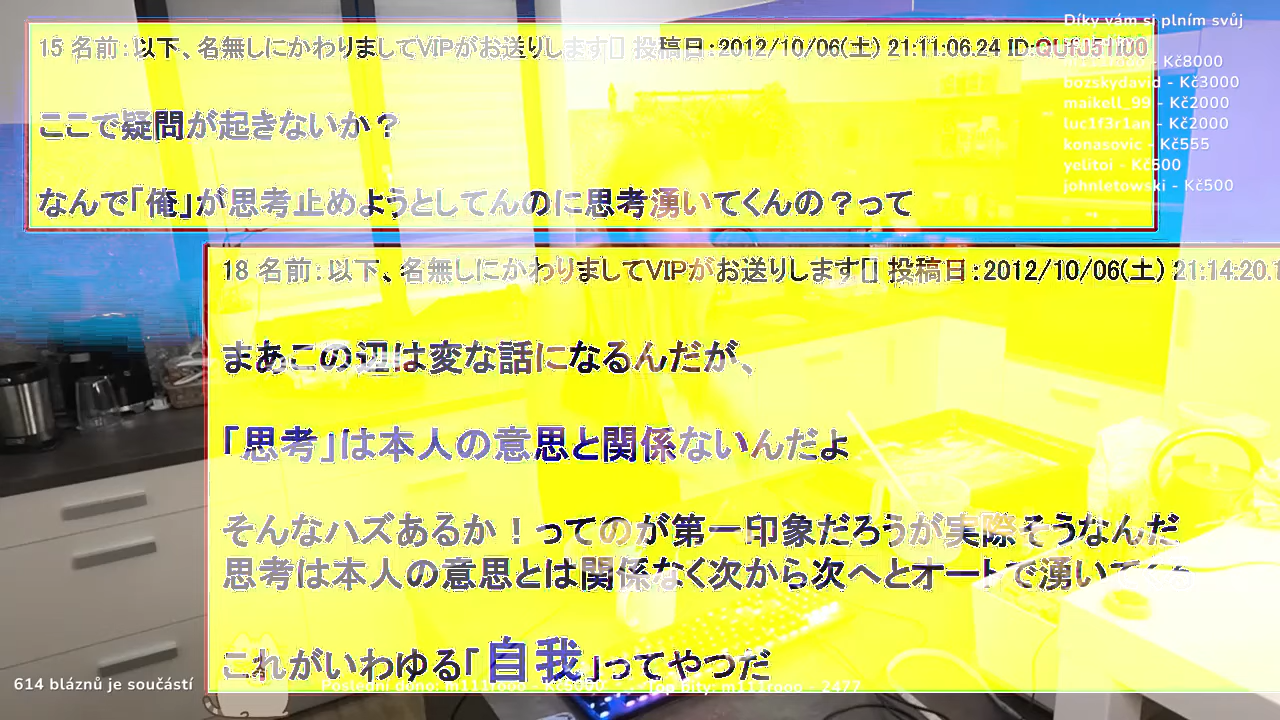 Díky vám si plním svůj
15 名前：以下、名無しにかわりましてVIPがお送りします 投稿日：2012/10/06(土) 21:11:06.24 ID:QUfJ51I00
- Kč8000
bozskydavid - Kč3000
maikell_99 - Kč2000
luc1f3r1an - Kč2000
konasovic - Kč555
yelitoi - Kč500
johnletowski - Kč500
ここで疑問が起きないか？
なんで「俺」が思考止めようとしてんのに思考湧いてくんの？って
18 名前：以下、名無しにかわりましてVIPがお送りします 投稿日：2012/10/06(土) 21:14:20.1
まあこの辺は変な話になるんだが、
「思考」は本人の意思と関係ないんだよ
そんなハズあるか！ってのが第一印象だろうが実際そうなんだ
思考は本人の意思とは関係なく次から次へとオートで湧いてくる
これがいわゆる「自我」ってやつだ
614 bláznů je součástí
Poslední dono: m111rooo - Kč8000 Top bity: m111rooo - 2477